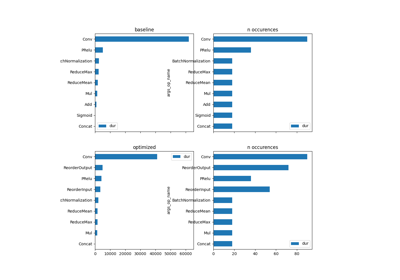 baseline
n occurences
Conv
PRelu
chNormalization
ReduceMax
ReduceMean
Mul
Add
Sigmoid
Concat
dur
args_op_name
Conv
PRelu
BatchNormalization
ReduceMax
ReduceMean
Mul
Add
Sigmoid
Concat
dur
optimized
n occurences
Conv
ReorderOutput
PRelu
ReorderInput
chNormalization
ReduceMean
ReduceMax
Mul
Concat
dur
0 10000 20000 30000 40000 50000 60000
args_op_name
Conv
ReorderOutput
PRelu
ReorderInput
BatchNormalization
ReduceMean
ReduceMax
Mul
Concat
dur
0 20 40 60 80